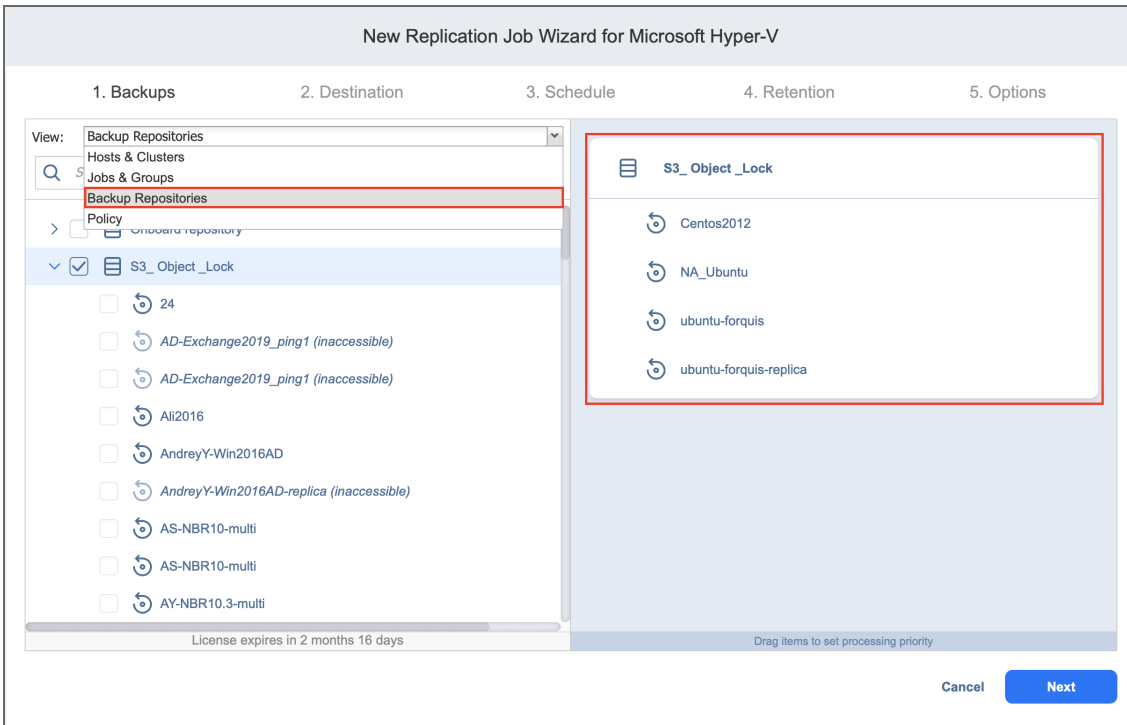 New Replication Job Wizard for Microsoft Hyper-V
1. Backups 2. Destination 3. Schedule 4. Retention 5. Options
View: Backup Repositories
Hosts & Clusters
S
Jobs & Groups
Backup Repositories
Policy
Onboard repository
S3_ Object _Lock
24
AD-Exchange2019_ping1 (inaccessible)
AD-Exchange2019_ping1 (inaccessible)
Ali2016
AndreyY-Win2016AD
AndreyY-Win2016AD-replica (inaccessible)
AS-NBR10-multi
AS-NBR10-multi
AY-NBR10.3-multi
License expires in 2 months 16 days
S3_ Object _Lock
Centos2012
NA_Ubuntu
ubuntu-forquis
ubuntu-forquis-replica
Drag items to set processing priority
Cancel Next